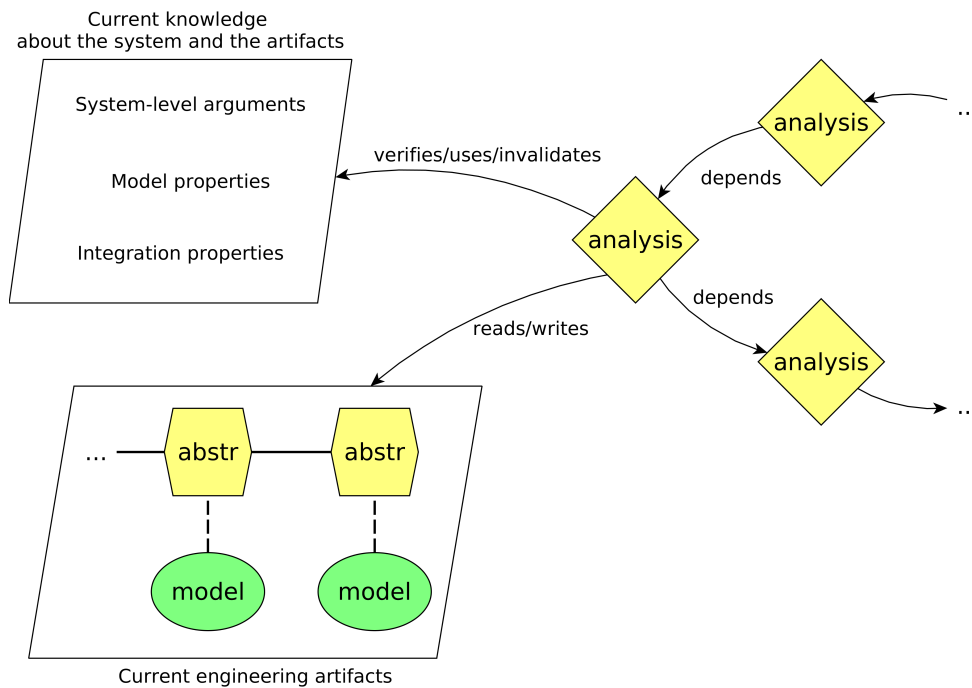 Current knowledge
about the system and the artifacts
System-level arguments
Model properties
Integration properties
verifies/uses/invalidates
analysis
..
depends
analysis
depends
reads/writes
analysis
..
... abstr abstr
model model
Current engineering artifacts